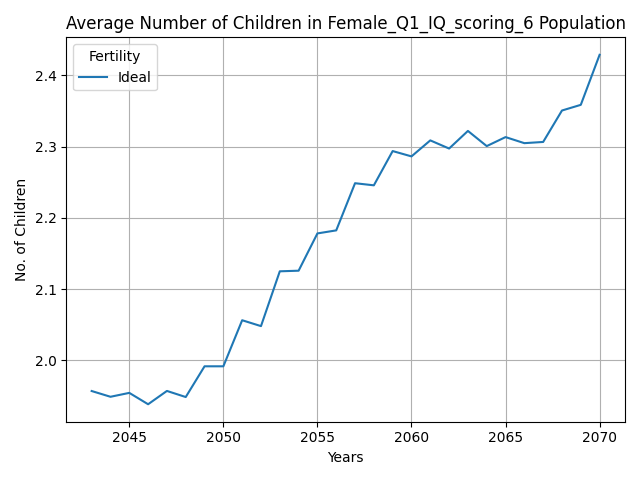 Average Number of Children in Female_Q1_IQ_scoring_6 Population
Fertility
Ideal
No. of Children
2.4
2.3
2.2
2.1
2.0
2045 2050 2055 2060 2065 2070
Years